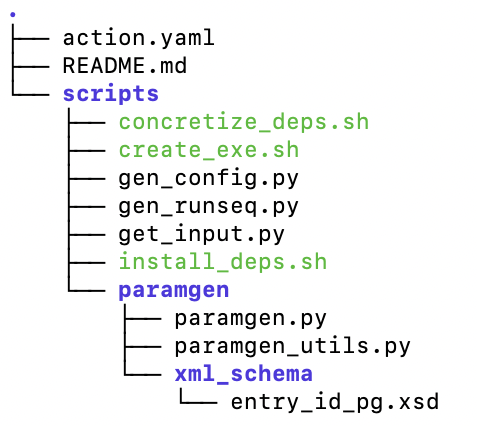 .
├── action.yaml
├── README.md
└── scripts
    ├── concretize_deps.sh
    ├── create_exe.sh
    ├── gen_config.py
    ├── gen_runseq.py
    ├── get_input.py
    ├── install_deps.sh
    └── paramgen
        ├── paramgen.py
        ├── paramgen_utils.py
        └── xml_schema
            └── entry_id_pg.xsd